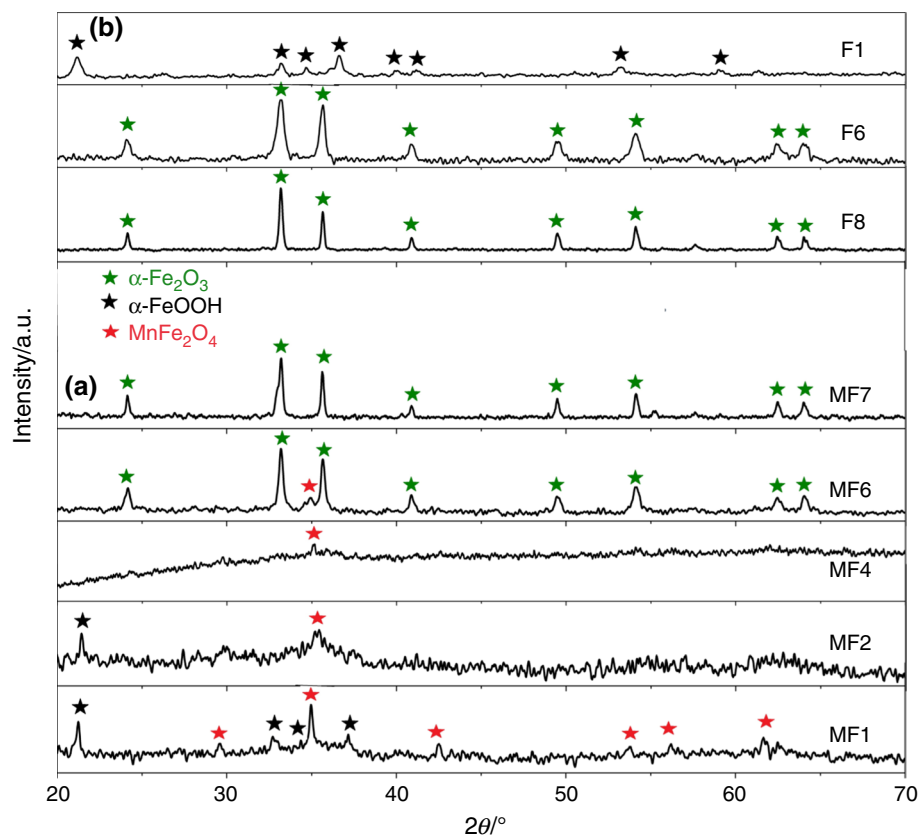 (b)
F1
F6
F8
α-Fe₂O₃
α-FeOOH
MnFe₂O₄
(a)
MF7
MF6
MF4
MF2
MF1
Intensity/a.u.
20 30 40 50 60 70
2θ/°